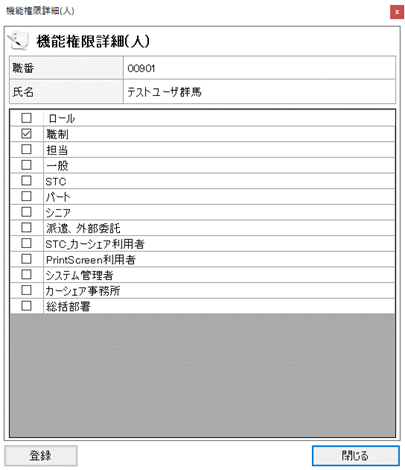 機能権限詳細(人)
x
機能権限詳細(人)
職番 00901
氏名 テストユーザ群馬
ロール
職制
担当
一般
STC
パート
シニア
派遣、外部委託
STC_カーシェア利用者
PrintScreen利用者
システム管理者
カーシェア事務所
総括部署
登録 閉じる